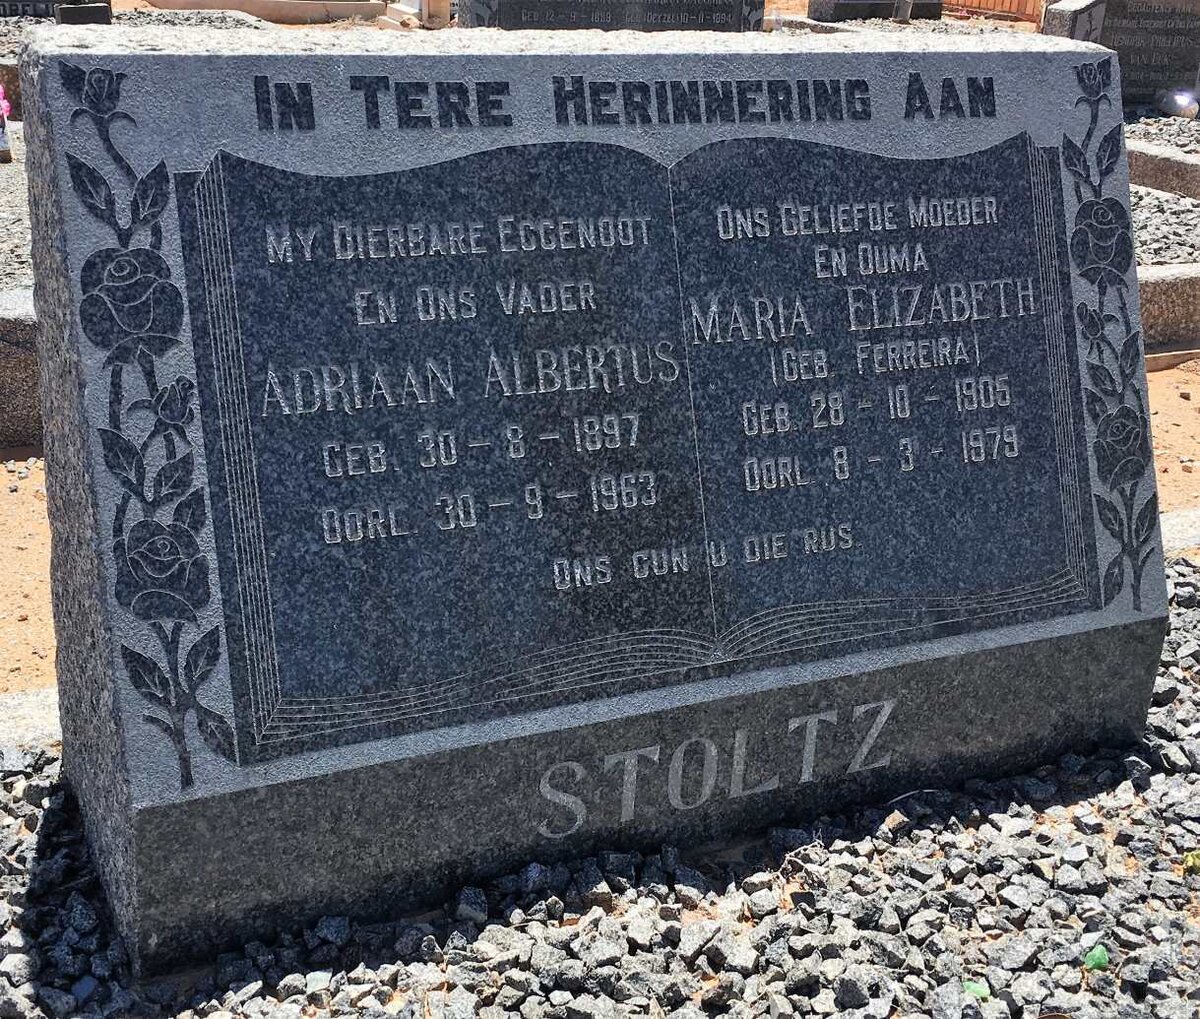 IN TERE HERINNERING AAN
MY DIERBARE EGGENOOT
EN ONS VADER
ADRIAAN ALBERTUS
GEB. 30-8-1897
OORL. 30-9-1963
ONS GELIEFDE MOEDER
EN OUMA
MARIA ELIZABETH
(GEB. FERREIRA)
GEB. 28-10-1905
OORL. 8-3-1979
ONS GUN U DIE RUS.
STOLTZ
VAN ECK